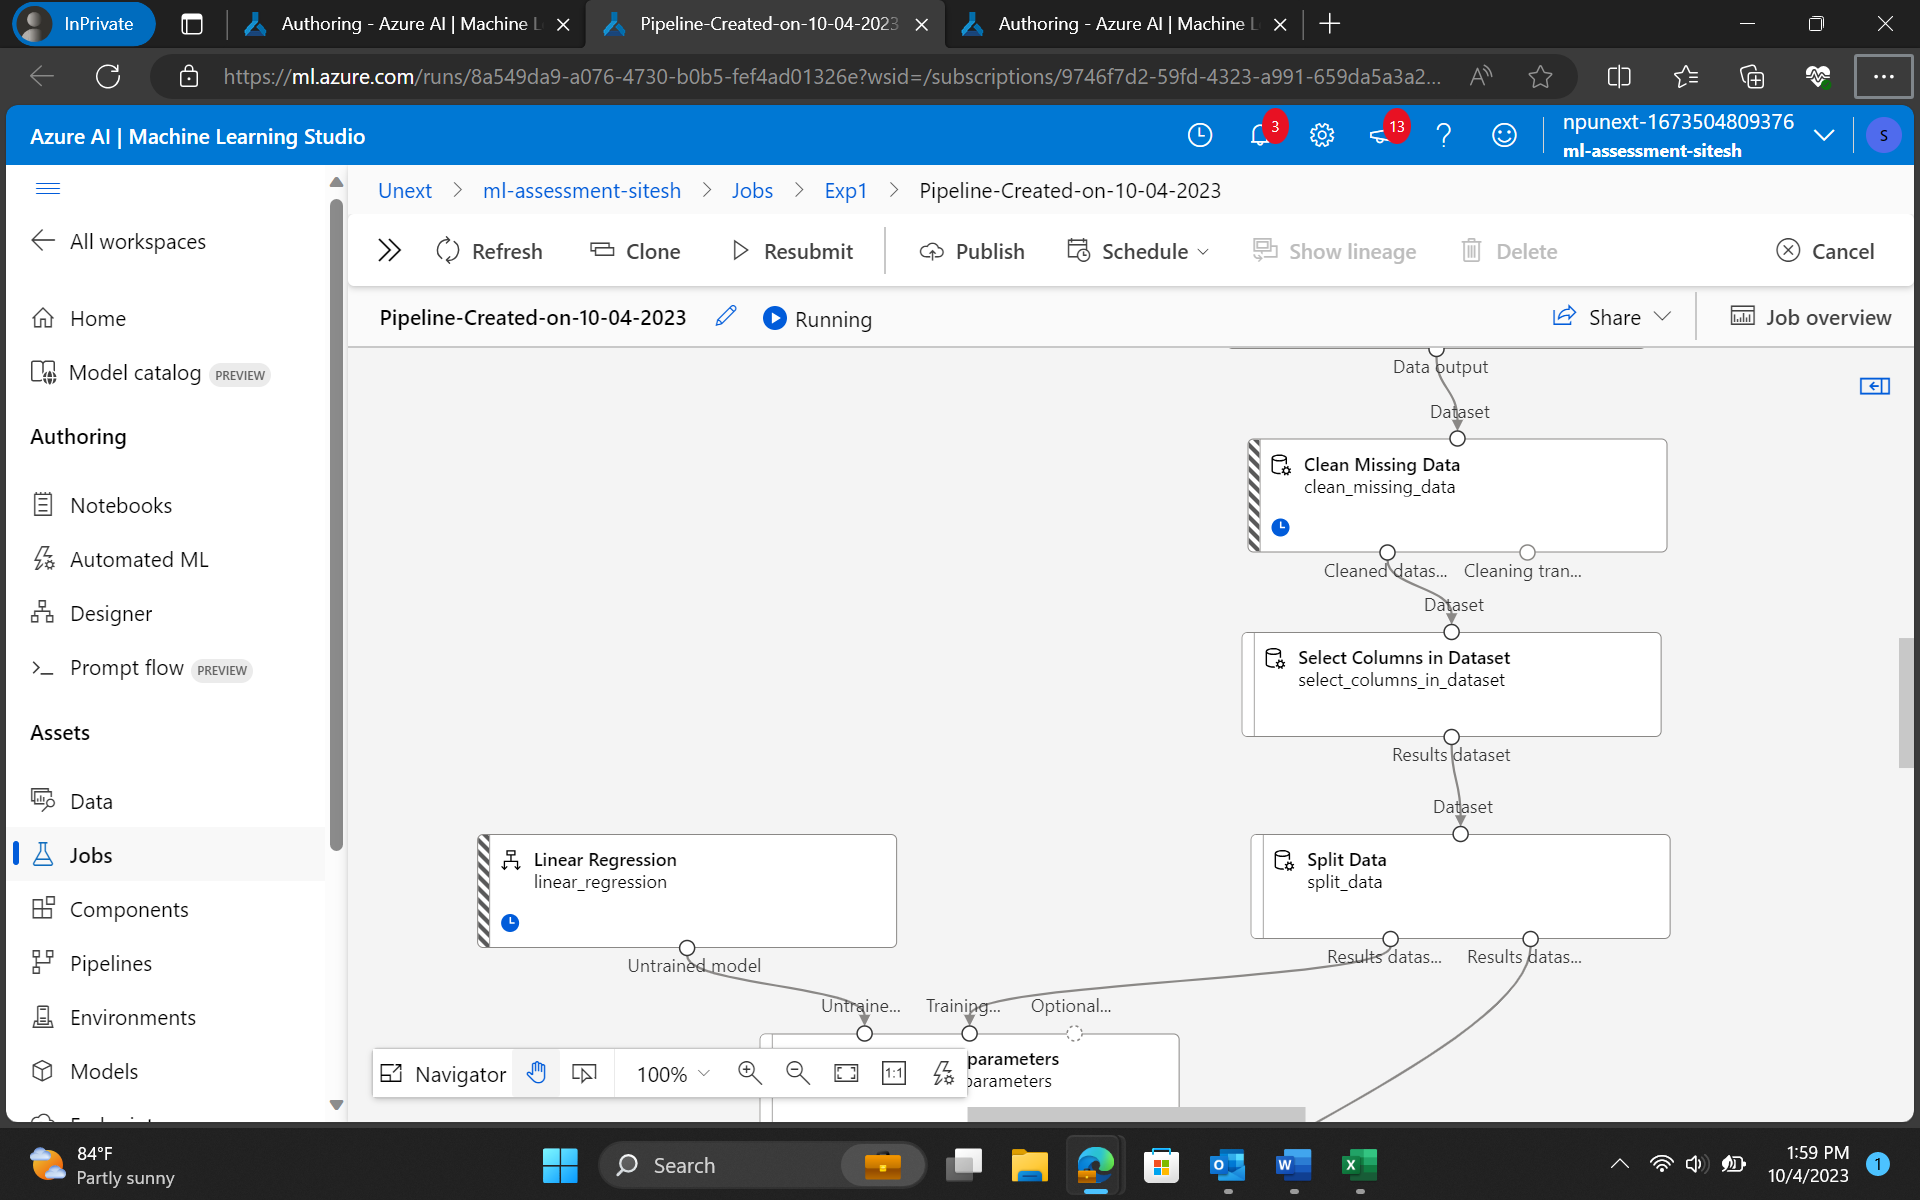 InPrivate
Authoring - Azure AI | Machine L
Pipeline-Created-on-10-04-2023
Authoring - Azure AI | Machine L
https://ml.azure.com/runs/8a549da9-a076-4730-b0b5-fef4ad01326e?wsid=/subscriptions/9746f7d2-59fd-4323-a991-659da5a3a2...
Azure AI | Machine Learning Studio
3
13
npunext-1673504809376
ml-assessment-sitesh
S
Unext > ml-assessment-sitesh > Jobs > Exp1 > Pipeline-Created-on-10-04-2023
All workspaces
Refresh
Clone
Resubmit
Publish
Schedule
Show lineage
Delete
Cancel
Pipeline-Created-on-10-04-2023
Running
Share
Job overview
Home
Model catalog PREVIEW
Authoring
Notebooks
Automated ML
Designer
Prompt flow PREVIEW
Assets
Data
Jobs
Components
Pipelines
Environments
Models
Data output
Dataset
Clean Missing Data
clean_missing_data
Cleaned datas...
Cleaning tran...
Dataset
Select Columns in Dataset
select_columns_in_dataset
Results dataset
Dataset
Linear Regression
linear_regression
Split Data
split_data
Untrained model
Results datas...
Results datas...
Untraine...
Training...
Optional...
parameters
parameters
Navigator
100%
1:1
84°F
Partly sunny
Search
1:59 PM
10/4/2023
1